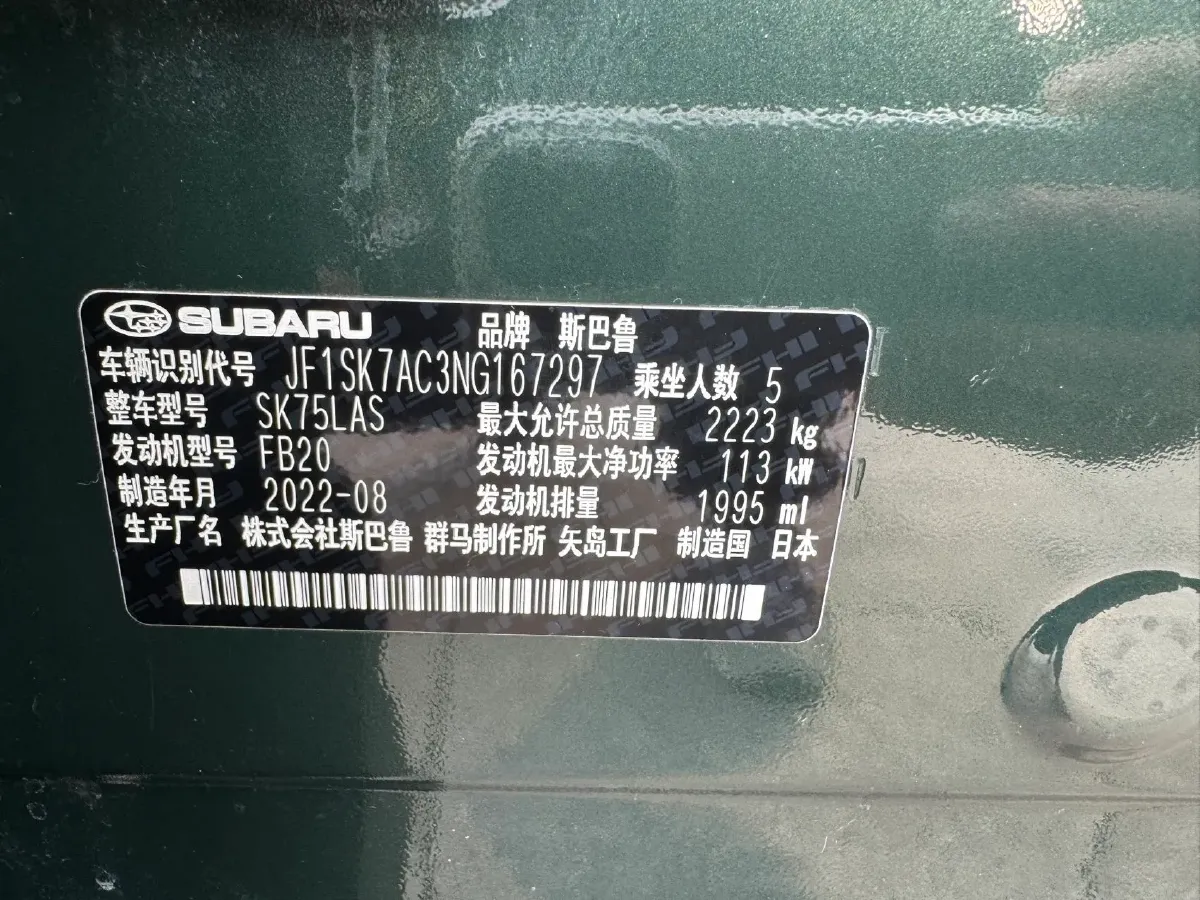 SUBARU 品牌 斯巴鲁
车辆识别代号 JF1SK7AC3NG167297 乘坐人数 5
整车型号 SK75LAS 最大允许总质量 2223 kg
发动机型号 FB20 发动机最大净功率 113 kW
制造年月 2022-08 发动机排量 1995 ml
生产厂名 株式会社斯巴鲁 群马制作所 矢岛工厂 制造国 日本